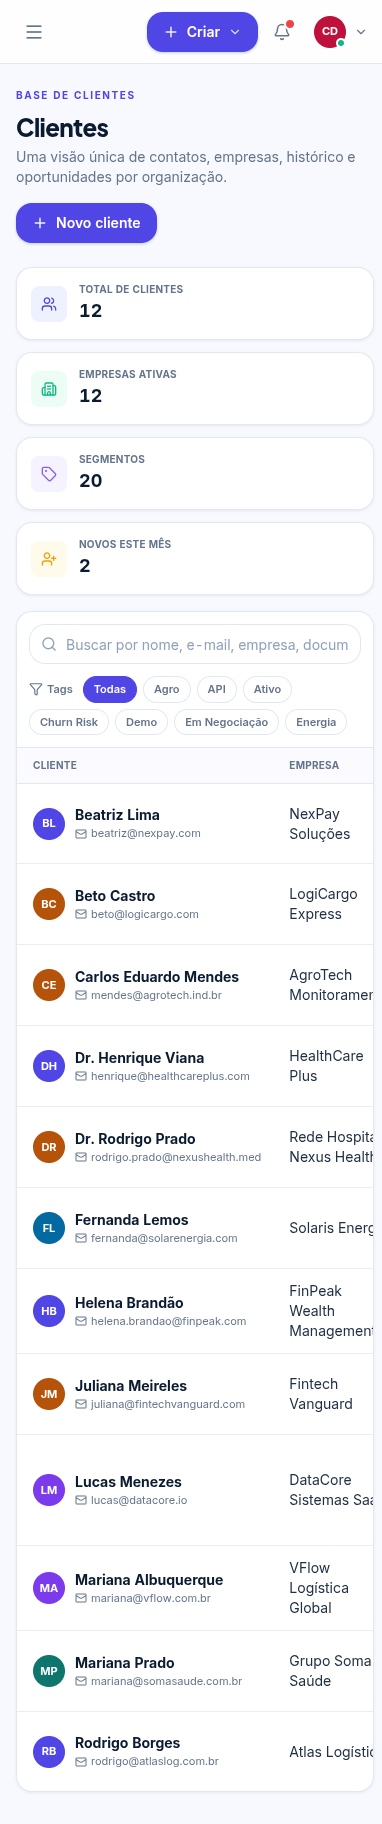 Criar
CD
BASE DE CLIENTES
Clientes
Uma visão única de contatos, empresas, histórico e
oportunidades por organização.
Novo cliente
TOTAL DE CLIENTES
12
EMPRESAS ATIVAS
12
SEGMENTOS
20
NOVOS ESTE MÊS
2
Buscar por nome, e-mail, empresa, docum
Tags Todas Agro API Ativo
Churn Risk Demo Em Negociação Energia
CLIENTE EMPRESA
BL Beatriz Lima
beatriz@nexpay.com
NexPay
Soluções
BC Beto Castro
beto@logicargo.com
LogiCargo
Express
CE Carlos Eduardo Mendes
mendes@agrotech.ind.br
AgroTech
Monitoramen
DH Dr. Henrique Viana
henrique@healthcareplus.com
HealthCare
Plus
DR Dr. Rodrigo Prado
rodrigo.prado@nexushealth.med
Rede Hospita
Nexus Health
FL Fernanda Lemos
fernanda@solarenergia.com
Solaris Energ
HB Helena Brandão
helena.brandao@finpeak.com
FinPeak
Wealth
Management
JM Juliana Meireles
juliana@fintechvanguard.com
Fintech
Vanguard
LM Lucas Menezes
lucas@datacore.io
DataCore
Sistemas Saa
MA Mariana Albuquerque
mariana@vflow.com.br
VFlow
Logística
Global
MP Mariana Prado
mariana@somasaude.com.br
Grupo Soma
Saúde
RB Rodrigo Borges
rodrigo@atlaslog.com.br
Atlas Logístic